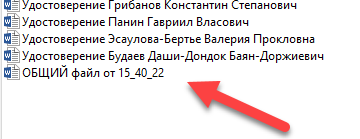 Удостоверение Грибанов Константин Степанович
Удостоверение Панин Гавриил Власович
Удостоверение Эсаулова-Бертье Валерия Прокловна
Удостоверение Будаев Даши-Дондок Баян-Доржиевич
ОБЩИЙ файл от 15_40_22